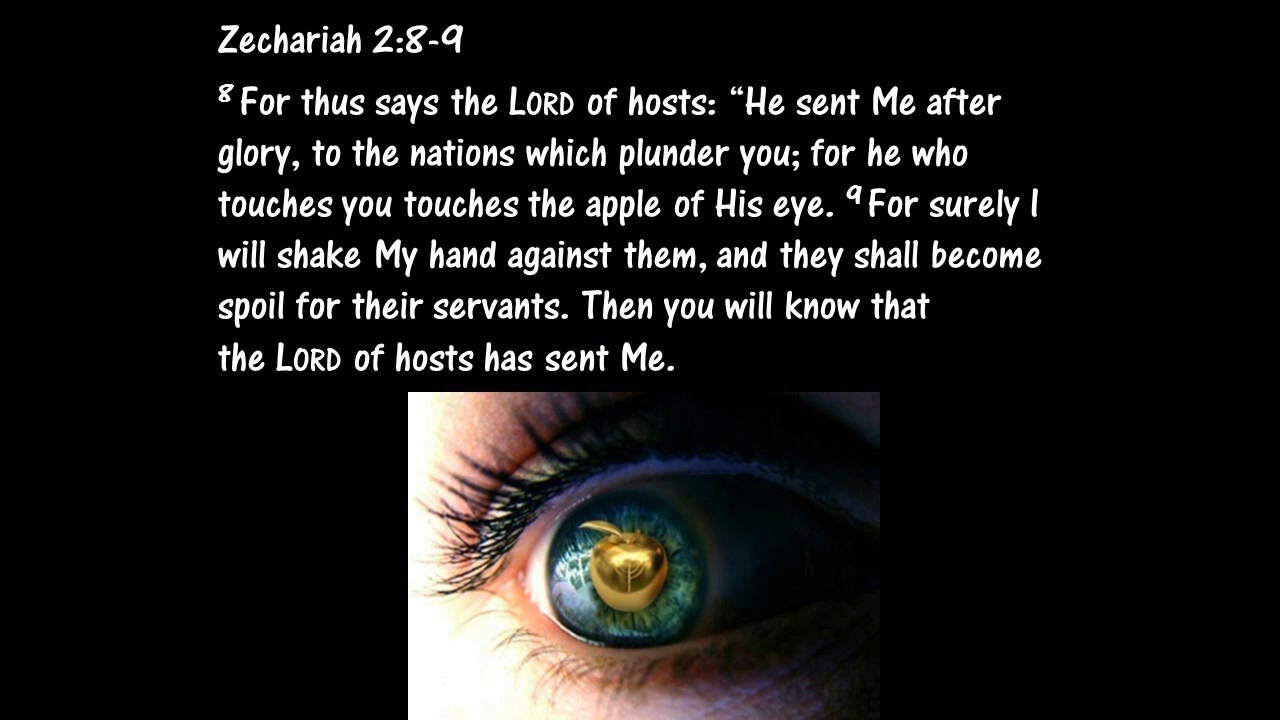 Zechariah 2:8-9
8 For thus says the LORD of hosts: “He sent Me after
glory, to the nations which plunder you; for he who
touches you touches the apple of His eye. 9 For surely I
will shake My hand against them, and they shall become
spoil for their servants. Then you will know that
the LORD of hosts has sent Me.